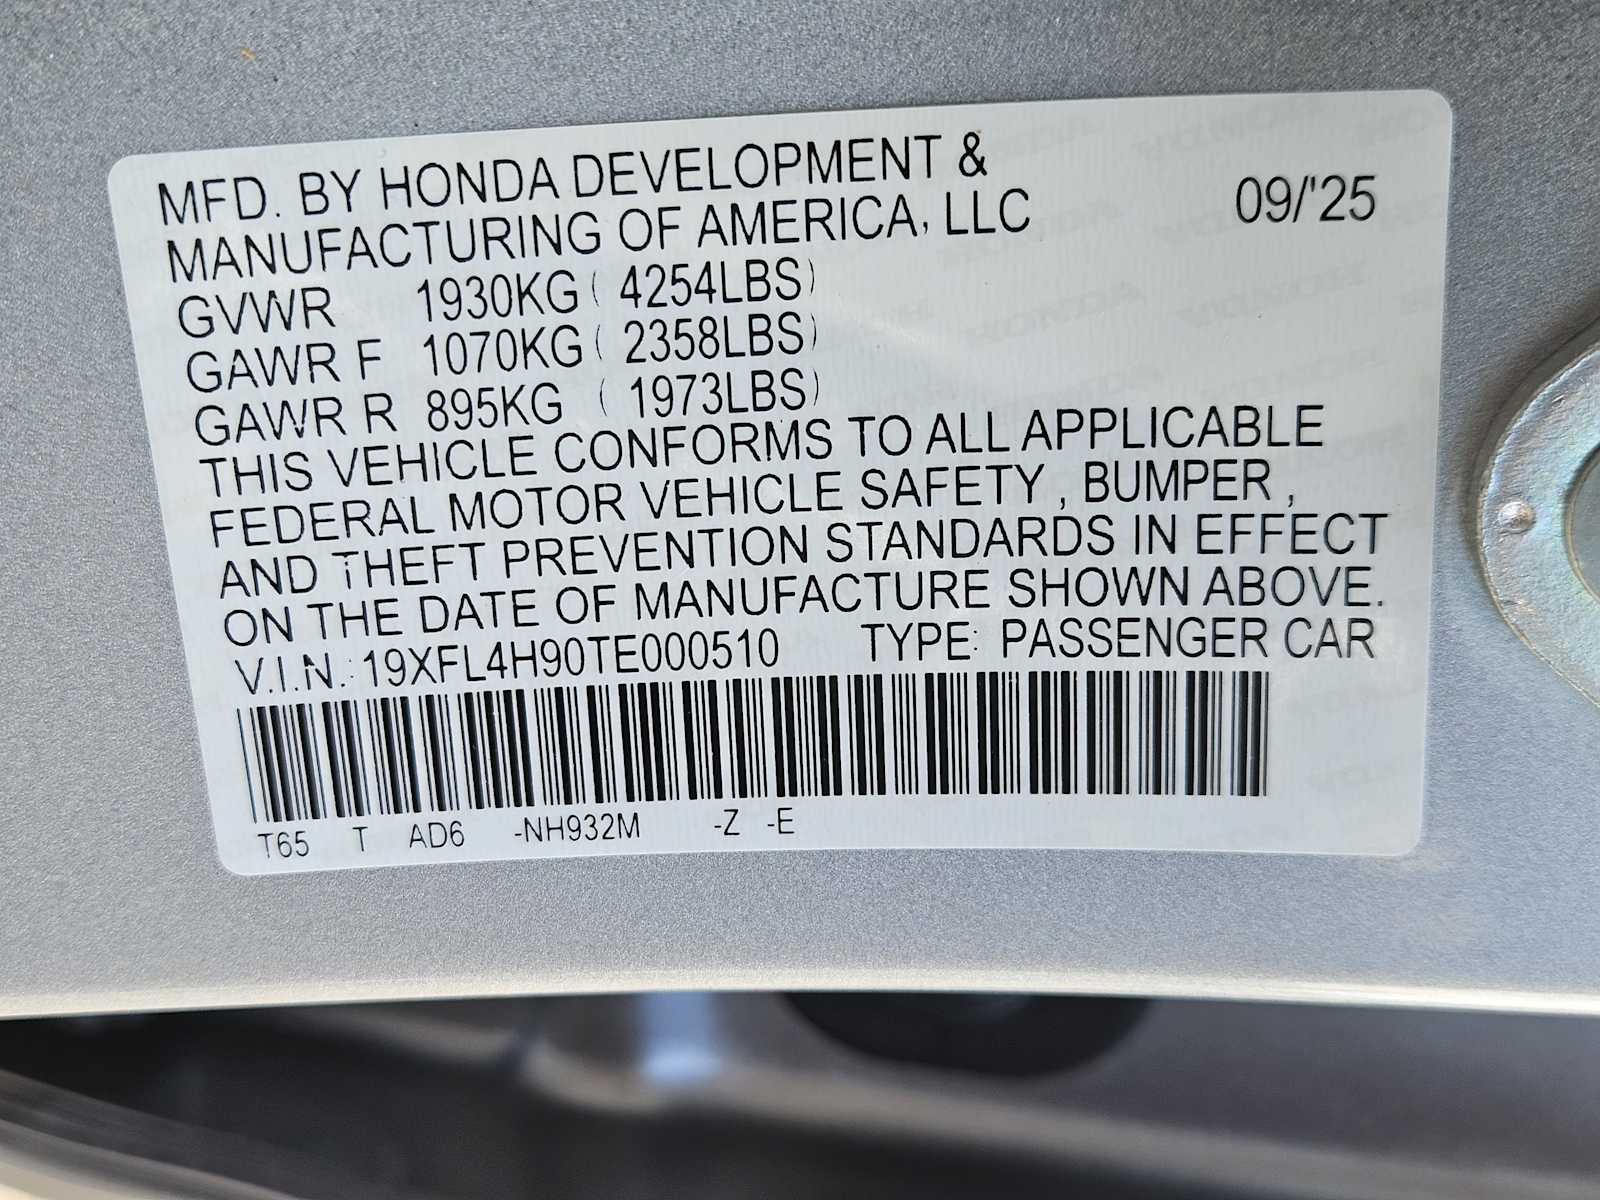 MFD. BY HONDA DEVELOPMENT &
MANUFACTURING OF AMERICA, LLC 09/'25
GVWR 1930KG ( 4254LBS)
GAWR F 1070KG ( 2358LBS)
GAWR R 895KG ( 1973LBS)
THIS VEHICLE CONFORMS TO ALL APPLICABLE
FEDERAL MOTOR VEHICLE SAFETY , BUMPER ,
AND THEFT PREVENTION STANDARDS IN EFFECT
ON THE DATE OF MANUFACTURE SHOWN ABOVE.
V.I.N.: 19XFL4H90TE000510 TYPE: PASSENGER CAR
T65 T AD6 -NH932M -Z -E